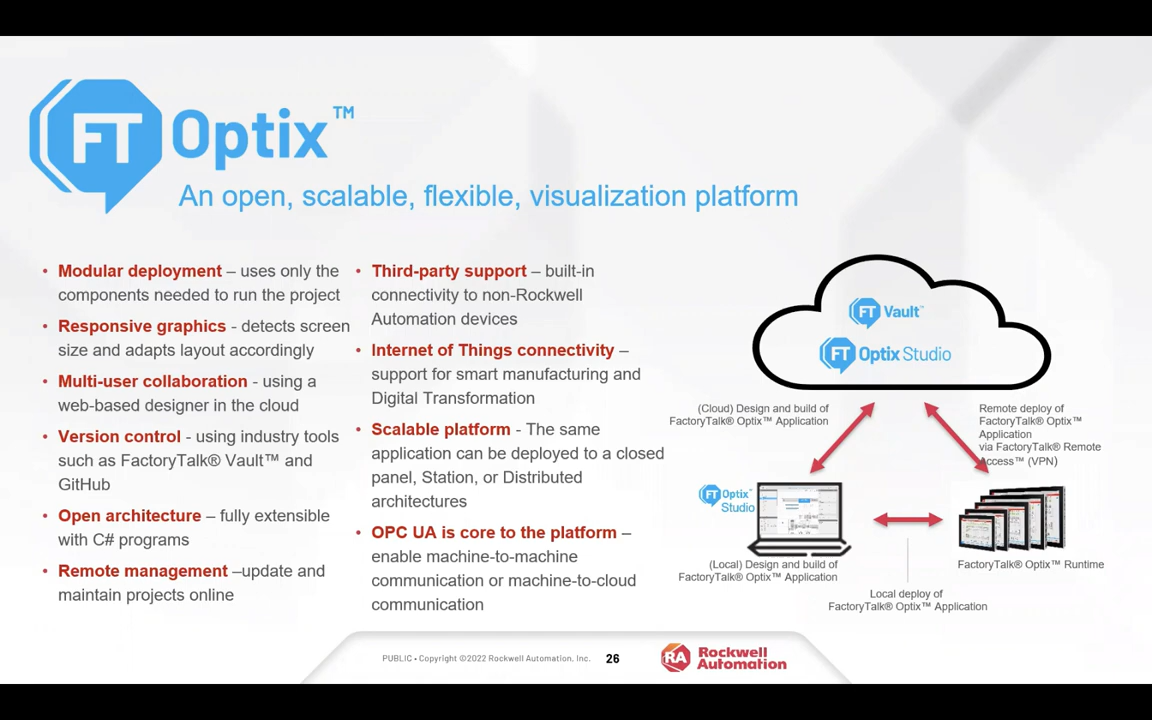 FT Optix™
An open, scalable, flexible, visualization platform
• Modular deployment – uses only the
components needed to run the project
• Responsive graphics - detects screen
size and adapts layout accordingly
• Multi-user collaboration - using a
web-based designer in the cloud
• Version control - using industry tools
such as FactoryTalk® Vault™ and
GitHub
• Open architecture – fully extensible
with C# programs
• Remote management –update and
maintain projects online
• Third-party support – built-in
connectivity to non-Rockwell
Automation devices
• Internet of Things connectivity –
support for smart manufacturing and
Digital Transformation
• Scalable platform - The same
application can be deployed to a closed
panel, Station, or Distributed
architectures
• OPC UA is core to the platform –
enable machine-to-machine
communication or machine-to-cloud
communication
FT Vault™
FT Optix Studio
(Cloud) Design and build of
FactoryTalk® Optix™ Application
Remote deploy of
FactoryTalk® Optix™
Application
via FactoryTalk® Remote
Access™ (VPN)
FT Optix™
Studio
(Local) Design and build of
FactoryTalk® Optix™ Application
FactoryTalk® Optix™ Runtime
Local deploy of
FactoryTalk® Optix™ Application
PUBLIC • Copyright ©2022 Rockwell Automation, Inc.
26
RA Rockwell
Automation